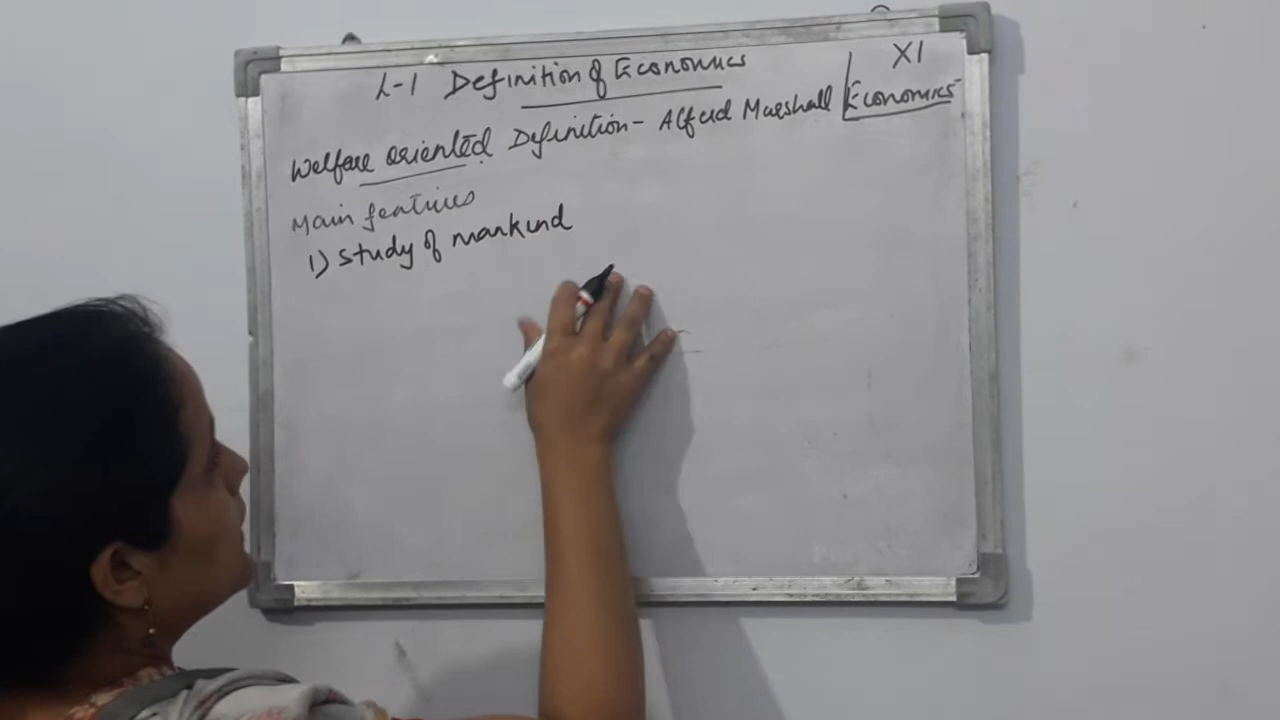 L-1 Definition of Economics
XI
Economics
Welfare oriented Definition - Alfred Marshall
Main features
1) Study of mankind